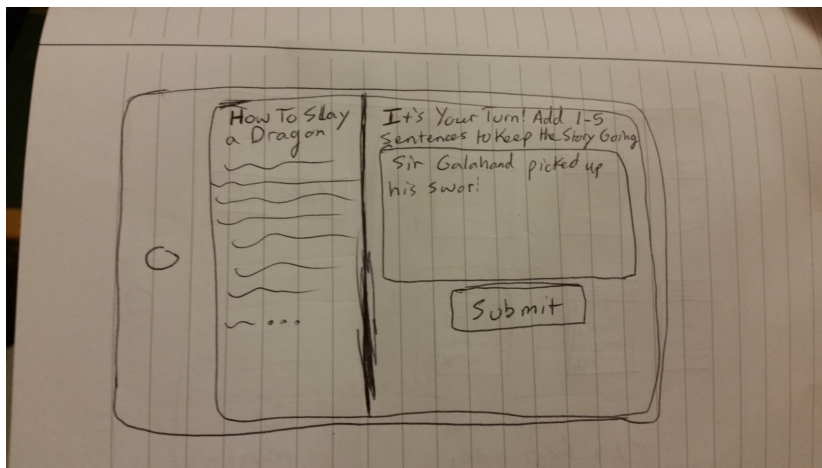 How To Slay
a Dragon
It's Your Turn! Add 1-5
Sentences to Keep the Story Going
Sir Galahand picked up
his swor
Submit